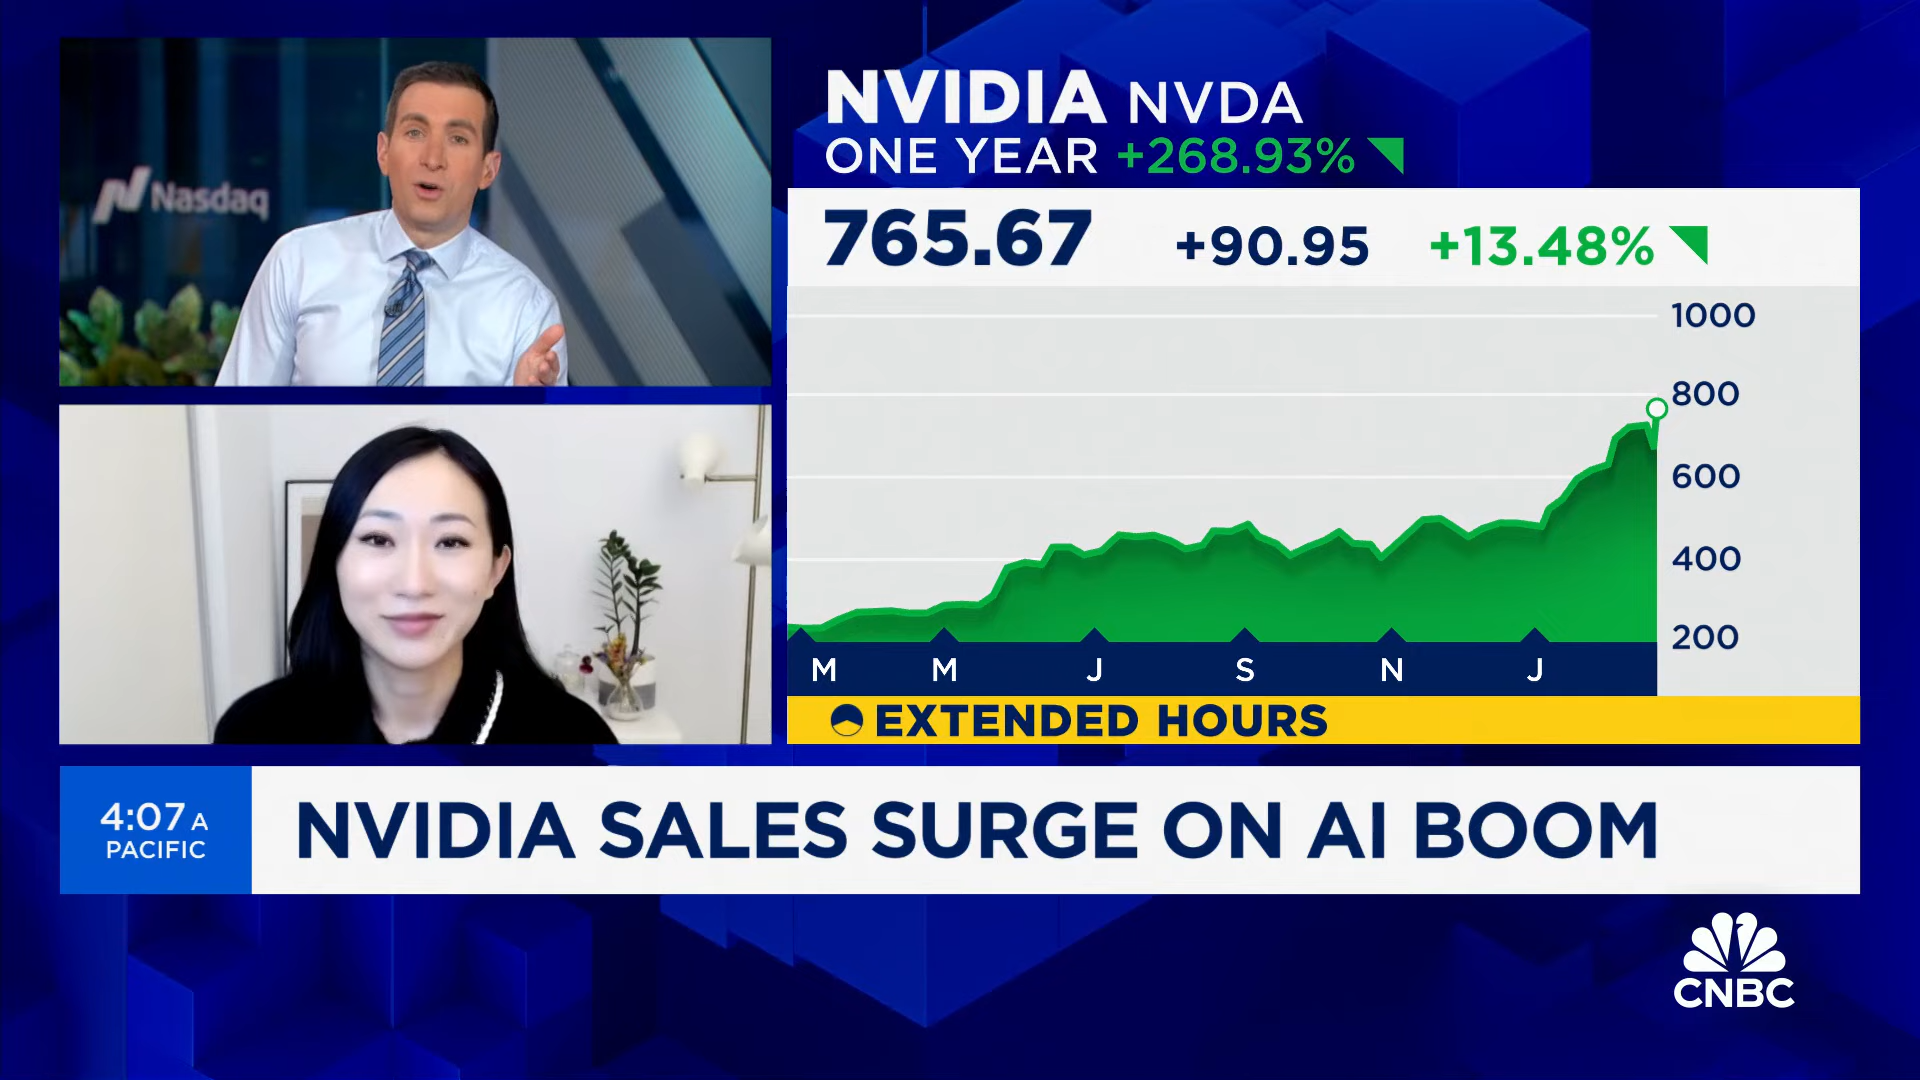 Nasdaq
NVIDIA NVDA
ONE YEAR +268.93%
765.67 +90.95 +13.48%
1000
800
600
400
200
M M J S N J
EXTENDED HOURS
4:07 A
PACIFIC
NVIDIA SALES SURGE ON AI BOOM
CNBC